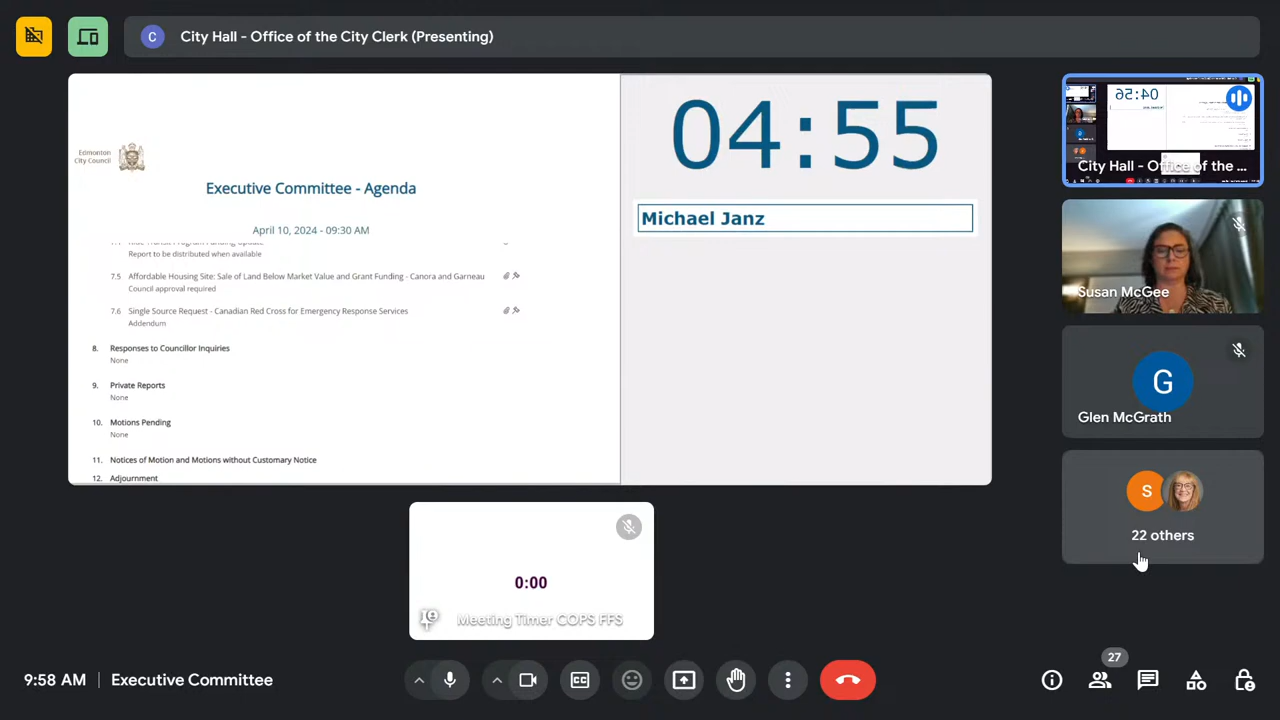 City Hall - Office of the City Clerk (Presenting)
Edmonton
City Council
Executive Committee - Agenda
April 10, 2024 - 09:30 AM
Report to be distributed when available
7.5 Affordable Housing Site: Sale of Land Below Market Value and Grant Funding - Canora and Garneau
Council approval required
7.6 Single Source Request - Canadian Red Cross for Emergency Response Services
Addendum
8. Responses to Councillor Inquiries
None
9. Private Reports
None
10. Motions Pending
None
11. Notices of Motion and Motions without Customary Notice
12. Adjournment
04:55
Michael Janz
04:56
City Hall - Office of the ...
Susan McGee
G
Glen McGrath
S
22 others
0:00
Meeting Timer COPS FFS
9:58 AM | Executive Committee
27